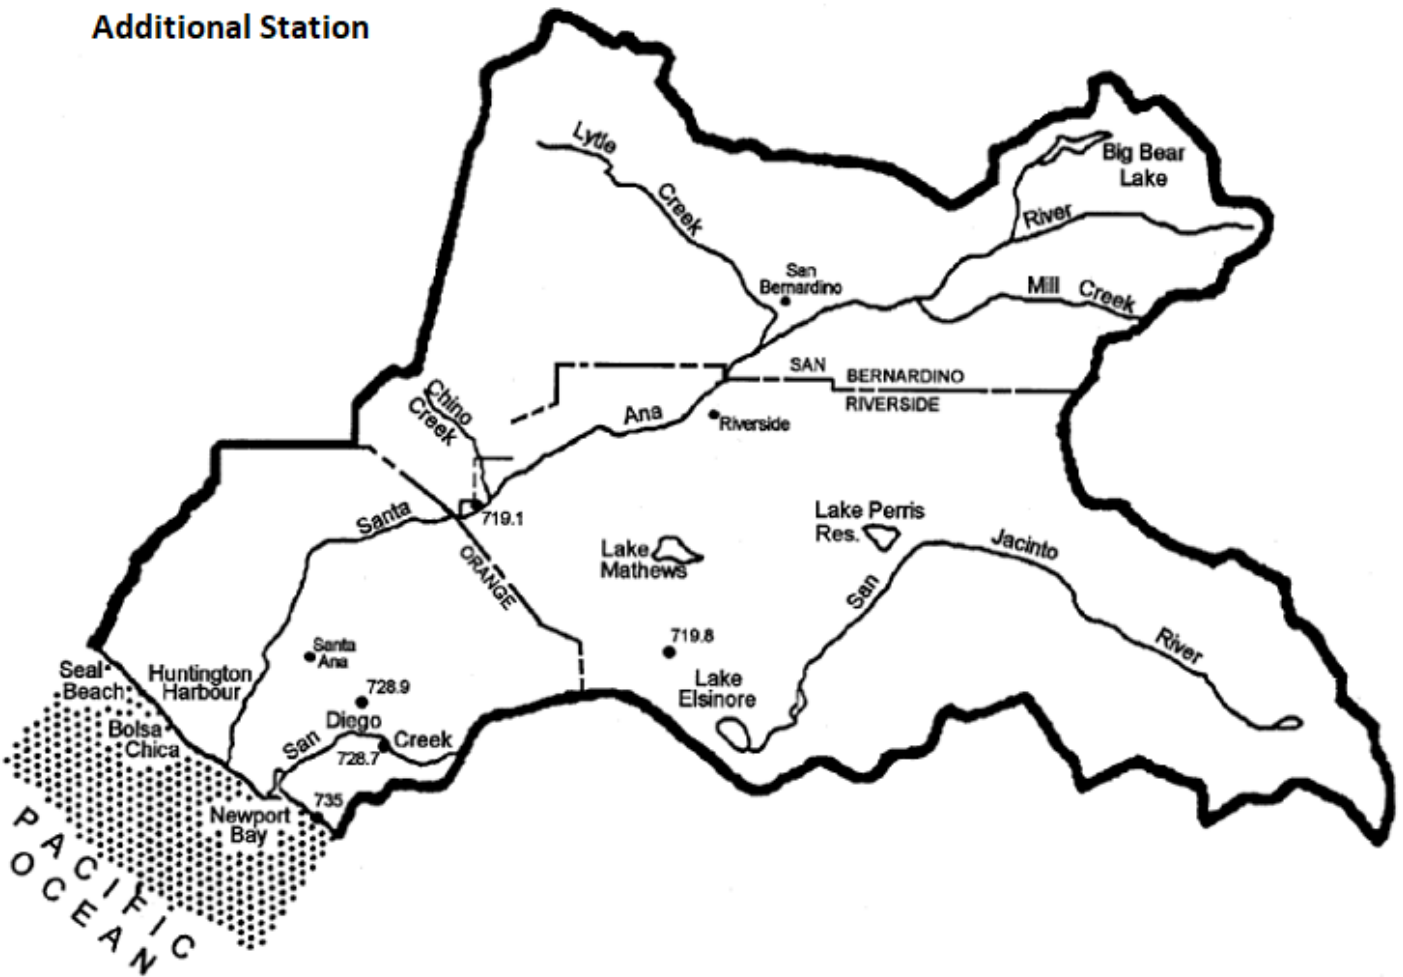 Additional Station
Lytle
Creek
Big Bear
Lake
River
San
Bernardino
Mill Creek
SAN
BERNARDINO
RIVERSIDE
Chino
Creek
Ana
Riverside
Santa
719.1
Lake Perris
Res.
Lake
Mathews
Jacinto
San
River
ORANGE
719.8
Lake
Elsinore
Santa
Ana
Seal
Beach
Huntington
Harbour
728.9
Diego
Bolsa
Chica
San
Creek
728.7
735
Newport
Bay
PACIFIC
OCEAN